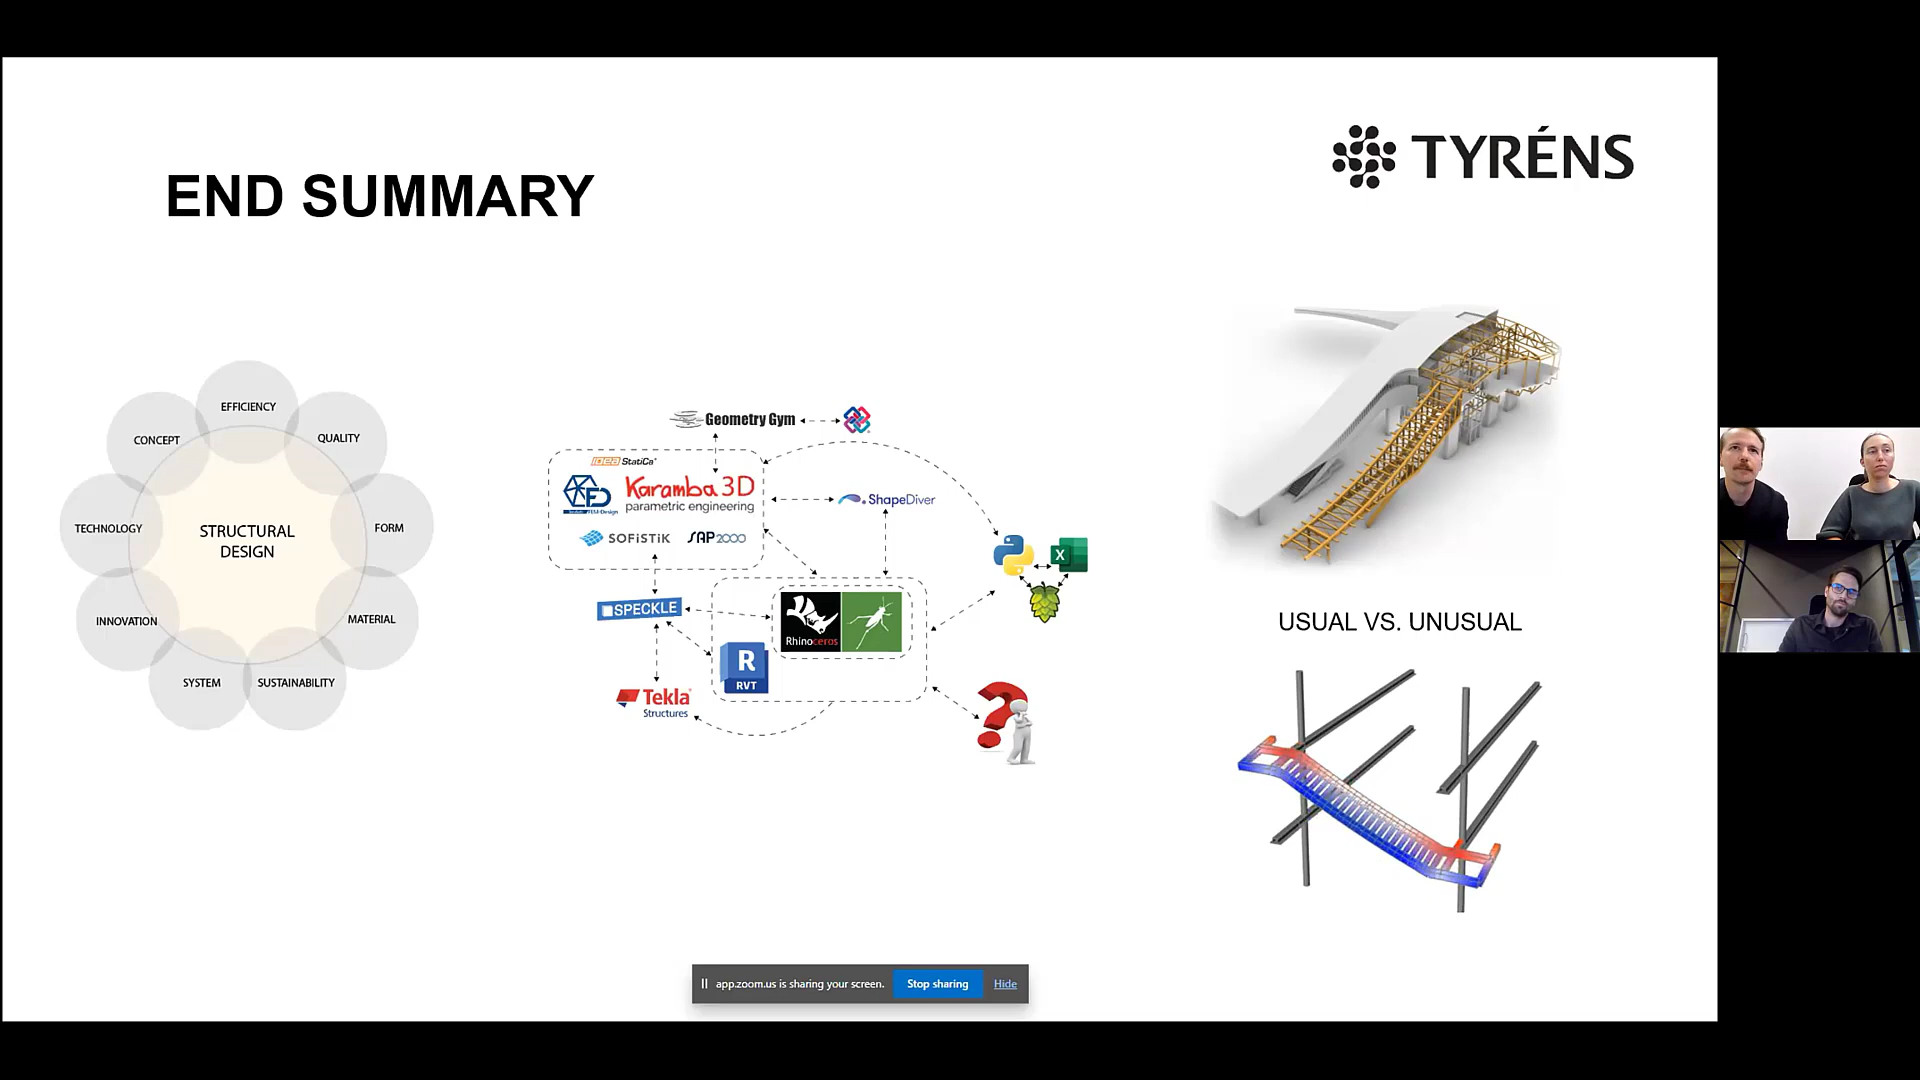 TYRÉNS
END SUMMARY
EFFICIENCY
CONCEPT
QUALITY
TECHNOLOGY
STRUCTURAL
DESIGN
FORM
INNOVATION
MATERIAL
SYSTEM
SUSTAINABILITY
Geometry Gym
IDEA StatiCa®
Karamba3D
parametric engineering
ShapeDiver
SOFiSTiK
SAP2000
SPECKLE
Rhinoceros
R
RVT
Tekla®
Structures
X
?
USUAL VS. UNUSUAL
app.zoom.us is sharing your screen.
Stop sharing
Hide